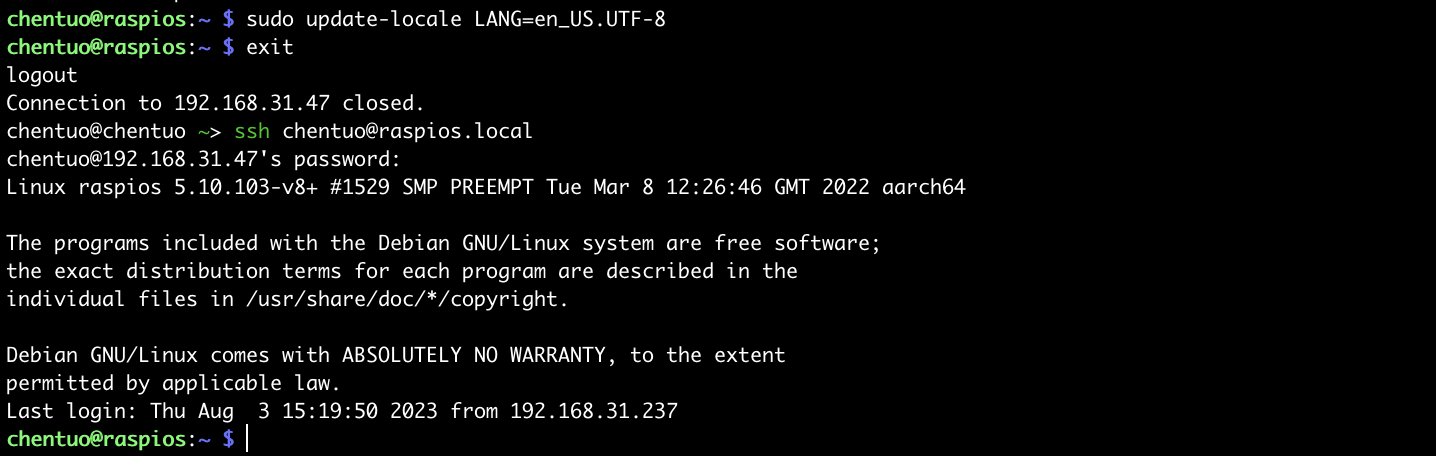 chentuo@raspios:~ $ sudo update-locale LANG=en_US.UTF-8
chentuo@raspios:~ $ exit
logout
Connection to 192.168.31.47 closed.
chentuo@chentuo ~> ssh chentuo@raspios.local
chentuo@192.168.31.47's password:
Linux raspios 5.10.103-v8+ #1529 SMP PREEMPT Tue Mar 8 12:26:46 GMT 2022 aarch64

The programs included with the Debian GNU/Linux system are free software;
the exact distribution terms for each program are described in the
individual files in /usr/share/doc/*/copyright.

Debian GNU/Linux comes with ABSOLUTELY NO WARRANTY, to the extent
permitted by applicable law.
Last login: Thu Aug  3 15:19:50 2023 from 192.168.31.237
chentuo@raspios:~ $